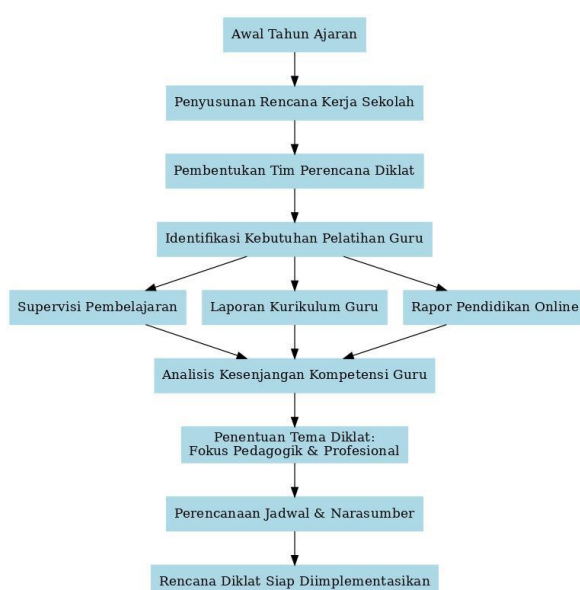 Awal Tahun Ajaran
Penyusunan Rencana Kerja Sekolah
Pembentukan Tim Perencana Diklat
Identifikasi Kebutuhan Pelatihan Guru
Supervisi Pembelajaran
Laporan Kurikulum Guru
Rapor Pendidikan Online
Analisis Kesenjangan Kompetensi Guru
Penentuan Tema Diklat:
Fokus Pedagogik & Profesional
Perencanaan Jadwal & Narasumber
Rencana Diklat Siap Diimplementasikan